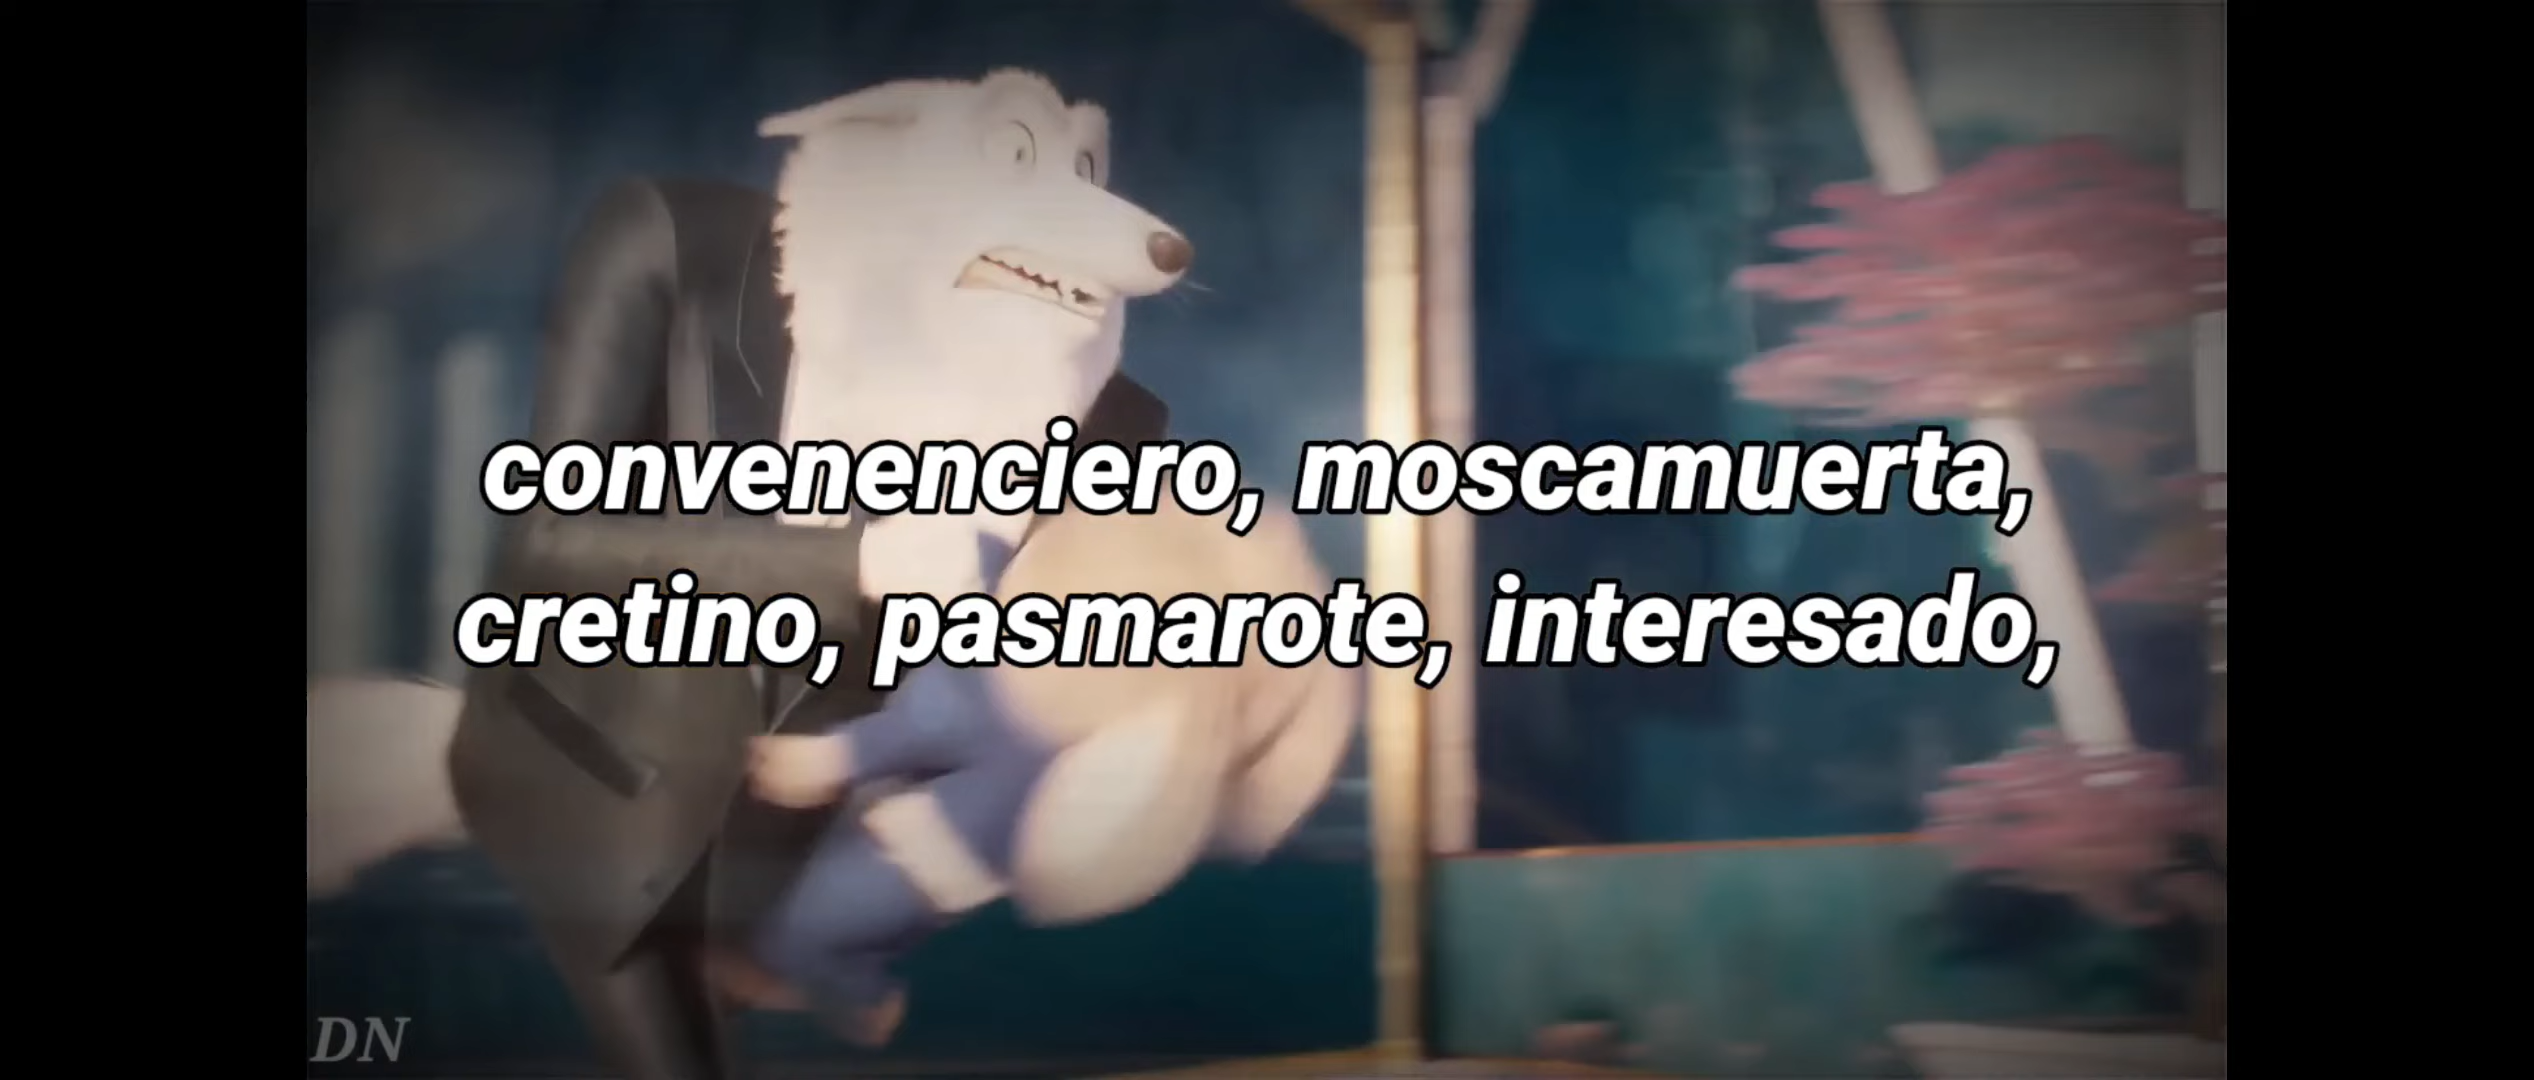 convenenciero, moscamuerta,
cretino, pasmarote, interesado,
DN